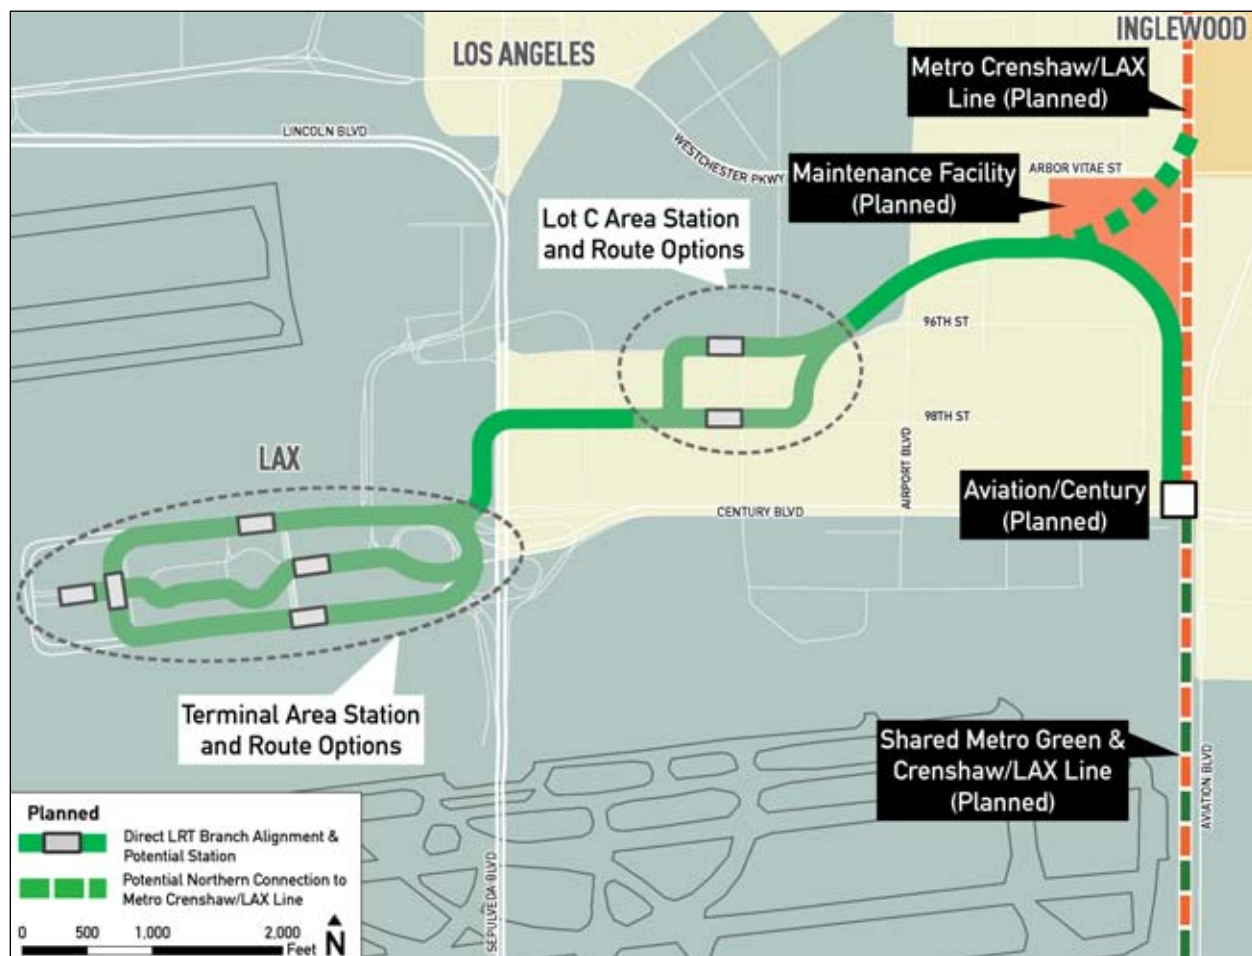 INGLEWOOD
LOS ANGELES
Metro Crenshaw/LAX
Line (Planned)
LINCOLN BLVD
WESTCHESTER PKWY
ARBOR VITAE ST
Maintenance Facility
(Planned)
Lot C Area Station
and Route Options
96TH ST
98TH ST
AIRPORT BLVD
LAX
Aviation/Century
(Planned)
CENTURY BLVD
Terminal Area Station
and Route Options
Shared Metro Green &
Crenshaw/LAX Line
(Planned)
AVIATION BLVD
SEPULVEDA BLVD
Planned
Direct LRT Branch Alignment &
Potential Station
Potential Northern Connection to
Metro Crenshaw/LAX Line
0 500 1,000 2,000
Feet
N